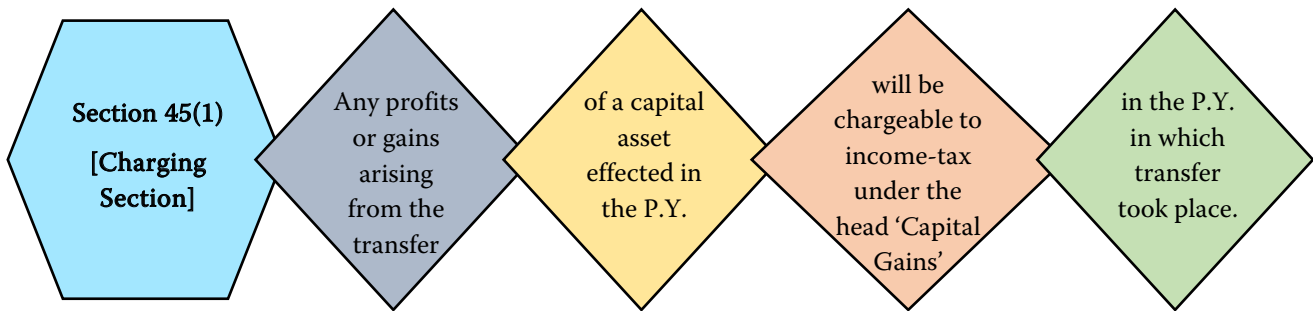 Section 45(1)
[Charging
Section]
Any profits
or gains
arising
from the
transfer
of a capital
asset
effected in
the P.Y.
will be
chargeable to
income-tax
under the
head ‘Capital
Gains’
in the P.Y.
in which
transfer
took place.